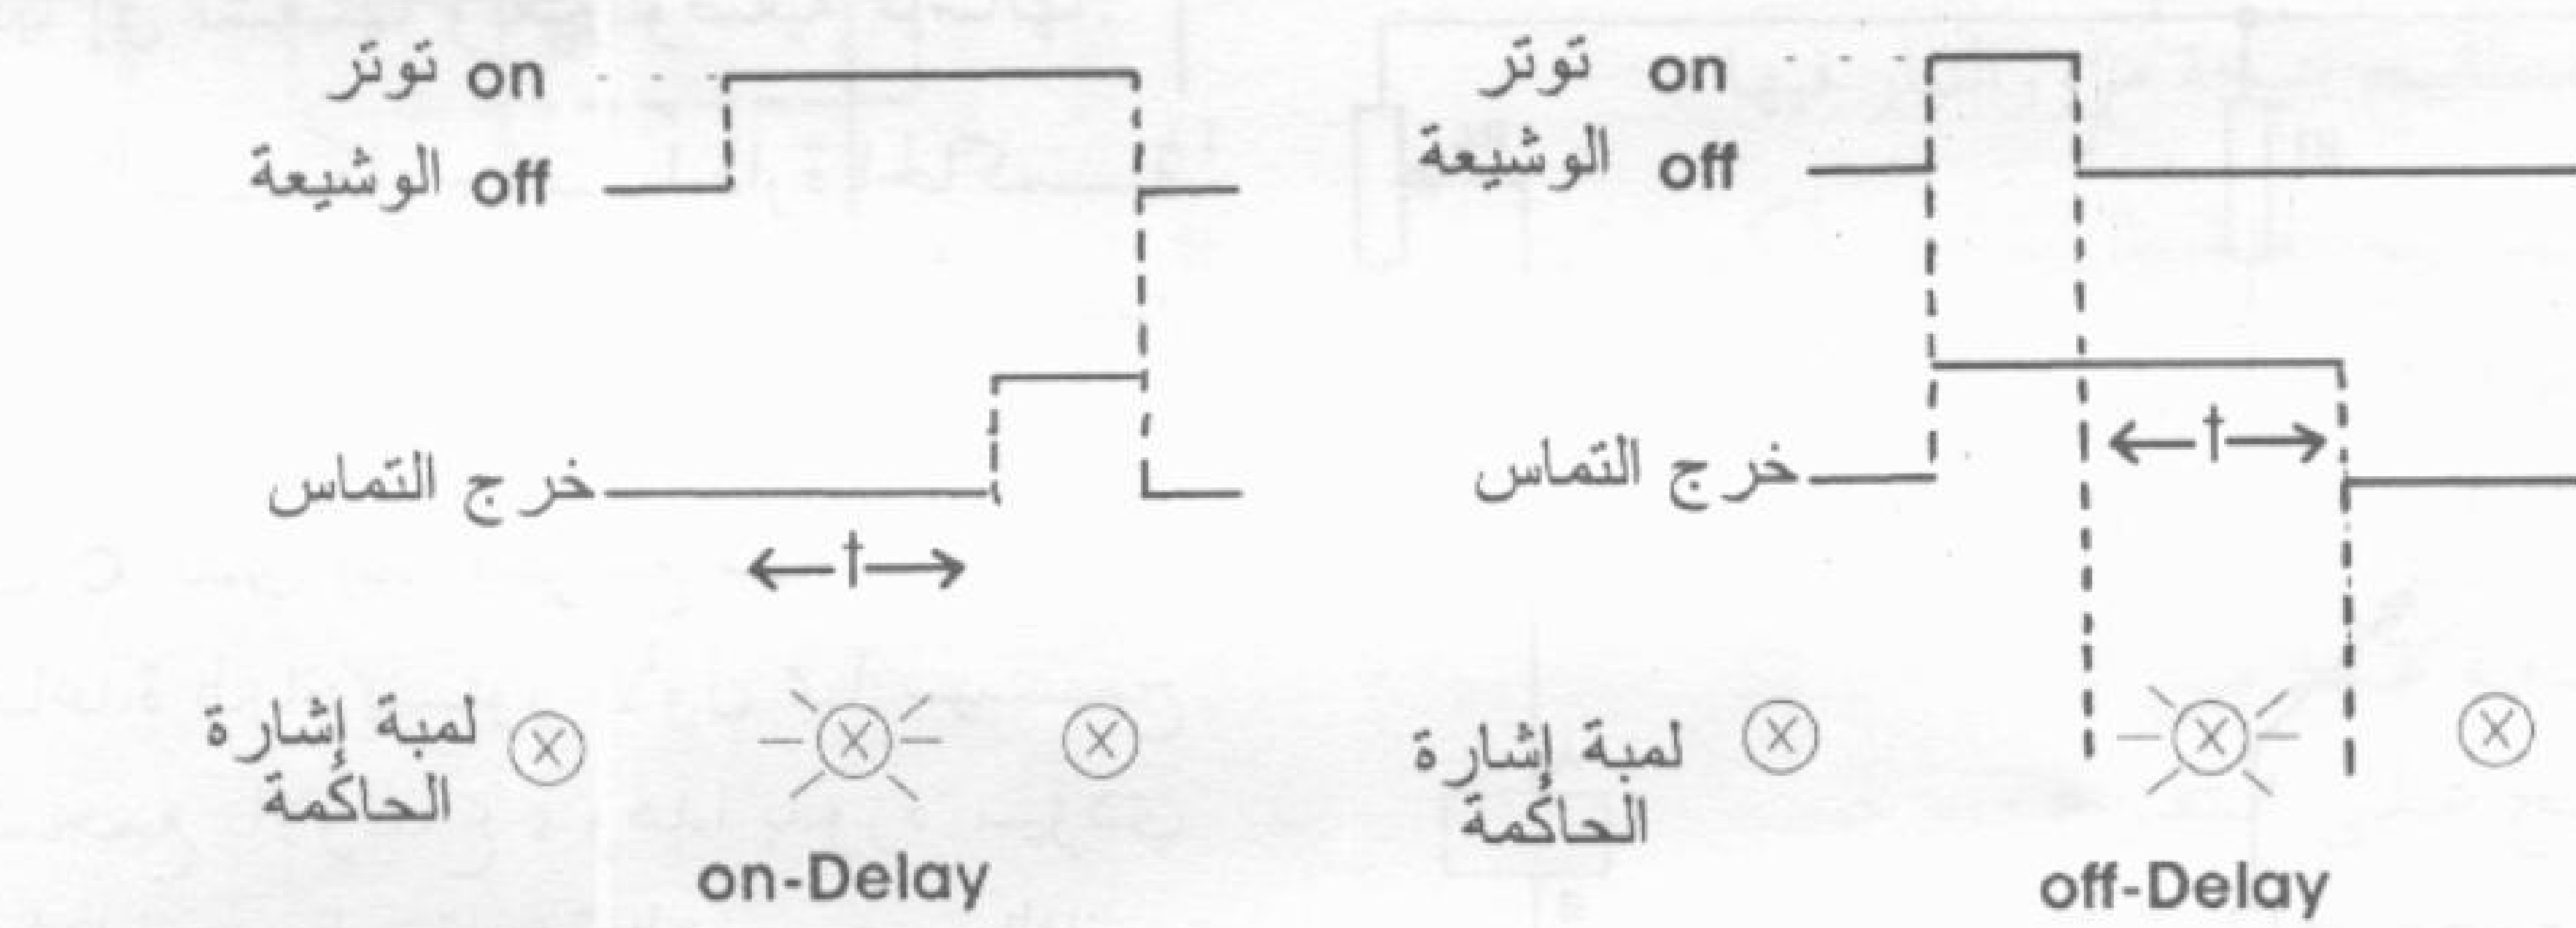 توتر on
الوشيعة off
خرج التماس
t
لمبة إشارة
الحاكمة
on-Delay
توتر on
الوشيعة off
خرج التماس
t
لمبة إشارة
الحاكمة
off-Delay